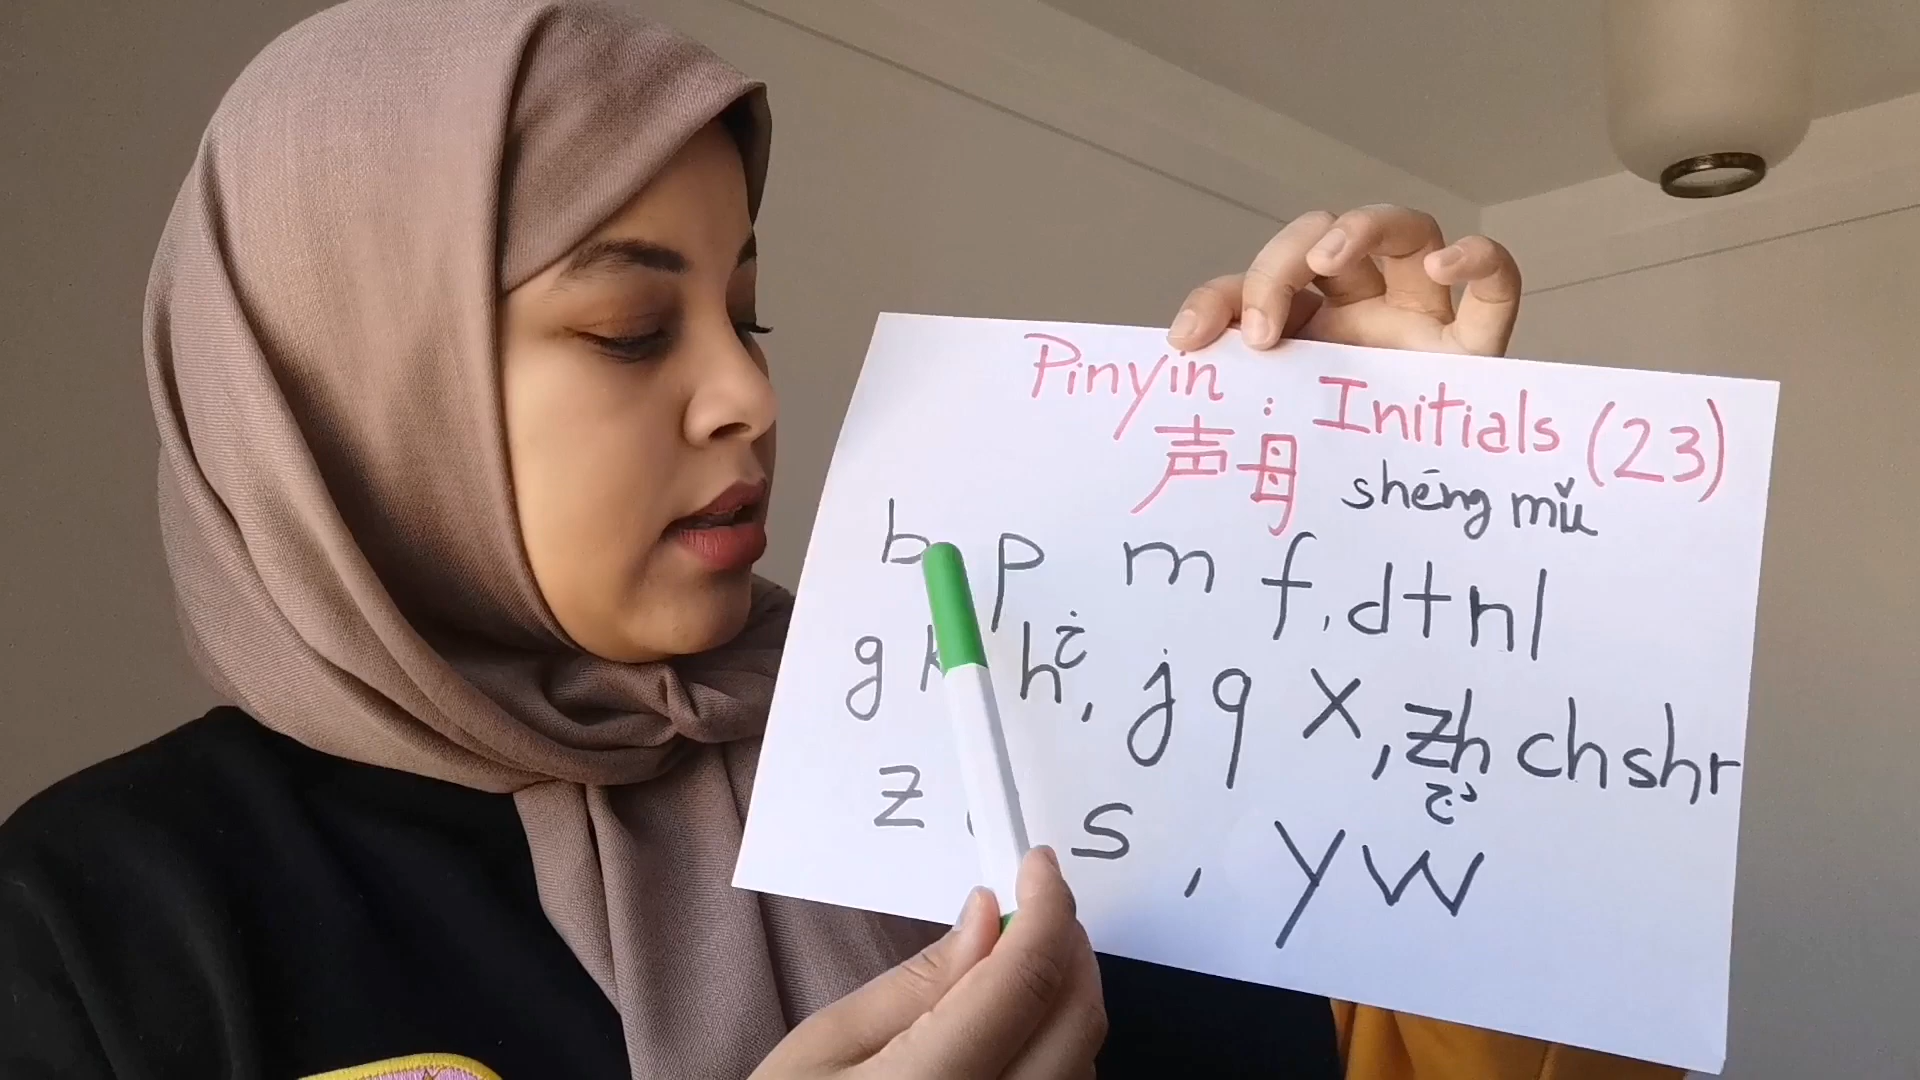 Pinyin : Initials (23)
声母 shēng mǔ
b p m f , d t n l
g k h خ , j q x , zh ch sh r
z s , y w